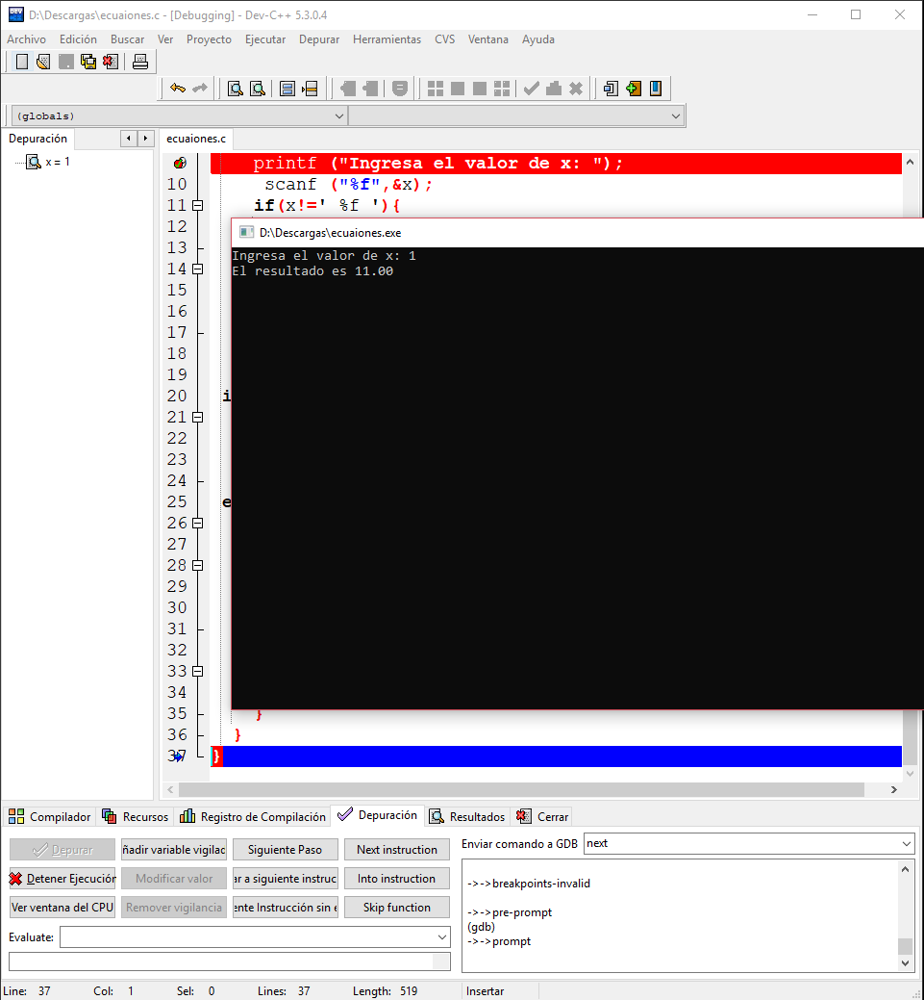 D:\Descargas\ecuaiones.c - [Debugging] - Dev-C++ 5.3.0.4
Archivo Edición Buscar Ver Proyecto Ejecutar Depurar Herramientas CVS Ventana Ayuda
(globals)
Depuración
ecuaiones.c
x = 1
printf ("Ingresa el valor de x: ");
10 scanf ("%f",&x);
11 if(x!=' %f '){
12
D:\Descargas\ecuaiones.exe
Ingresa el valor de x: 1
El resultado es 11.00
13
14
15
16
17
18
19
20 i
21
22
23
24
25 e
26
27
28
29
30
31
32
33
34
35 }
36 }
37 }
Compilador Recursos Registro de Compilación Depuración Resultados Cerrar
Depurar
ñadir variable vigilac
Siguiente Paso
Next instruction
Enviar comando a GDB next
Detener Ejecución
Modificar valor
ar a siguiente instruc
Into instruction
Ver ventana del CPU
Remover vigilancia
ente Instrucción sin e
Skip function
Evaluate:
->->breakpoints-invalid
->->pre-prompt
(gdb)
->->prompt
Line: 37 Col: 1 Sel: 0 Lines: 37 Length: 519 Insertar